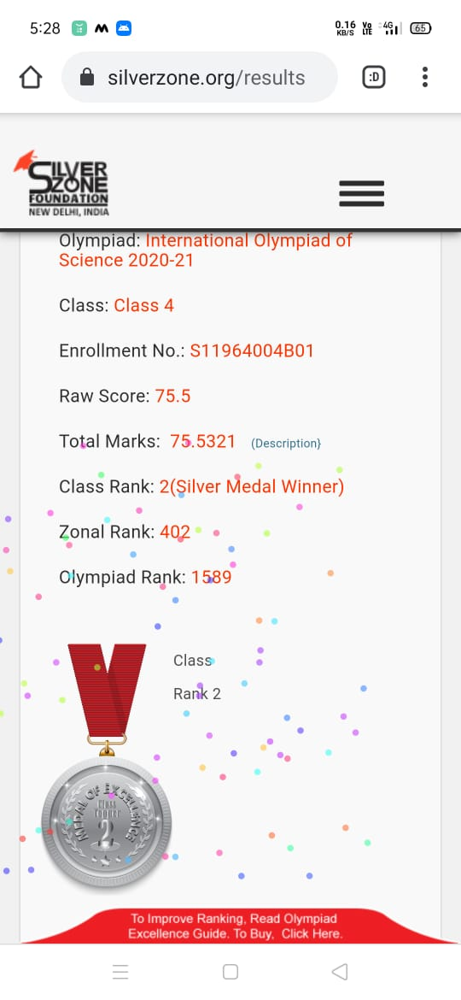 5:28
0.16 KB/S
Vo LTE
4G
65
silverzone.org/results
:D
SILVER
ZONE
FOUNDATION
NEW DELHI, INDIA
Olympiad: International Olympiad of
Science 2020-21
Class: Class 4
Enrollment No.: S11964004B01
Raw Score: 75.5
Total Marks: 75.5321 (Description}
Class Rank: 2(Silver Medal Winner)
Zonal Rank: 402
Olympiad Rank: 1589
Class
Rank 2
MEDAL OF EXCELLENCE
Class
Topper
2
To Improve Ranking, Read Olympiad
Excellence Guide. To Buy, Click Here.